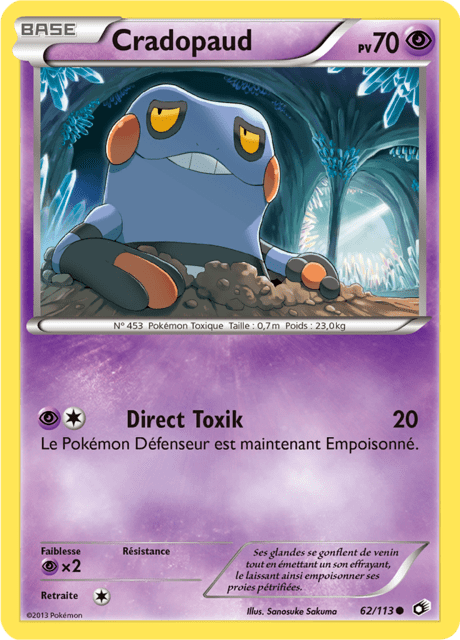 BASE
Cradopaud
PV70
N° 453 Pokémon Toxique Taille : 0,7 m Poids : 23,0kg
Direct Toxik 20
Le Pokémon Défenseur est maintenant Empoisonné.
Faiblesse Résistance
×2
Retraite
Ses glandes se gonflent de venin
tout en émettant un son effrayant,
le laissant ainsi empoisonner ses
proies pétrifiées.
©2013 Pokémon
Illus. Sanosuke Sakuma
62/113